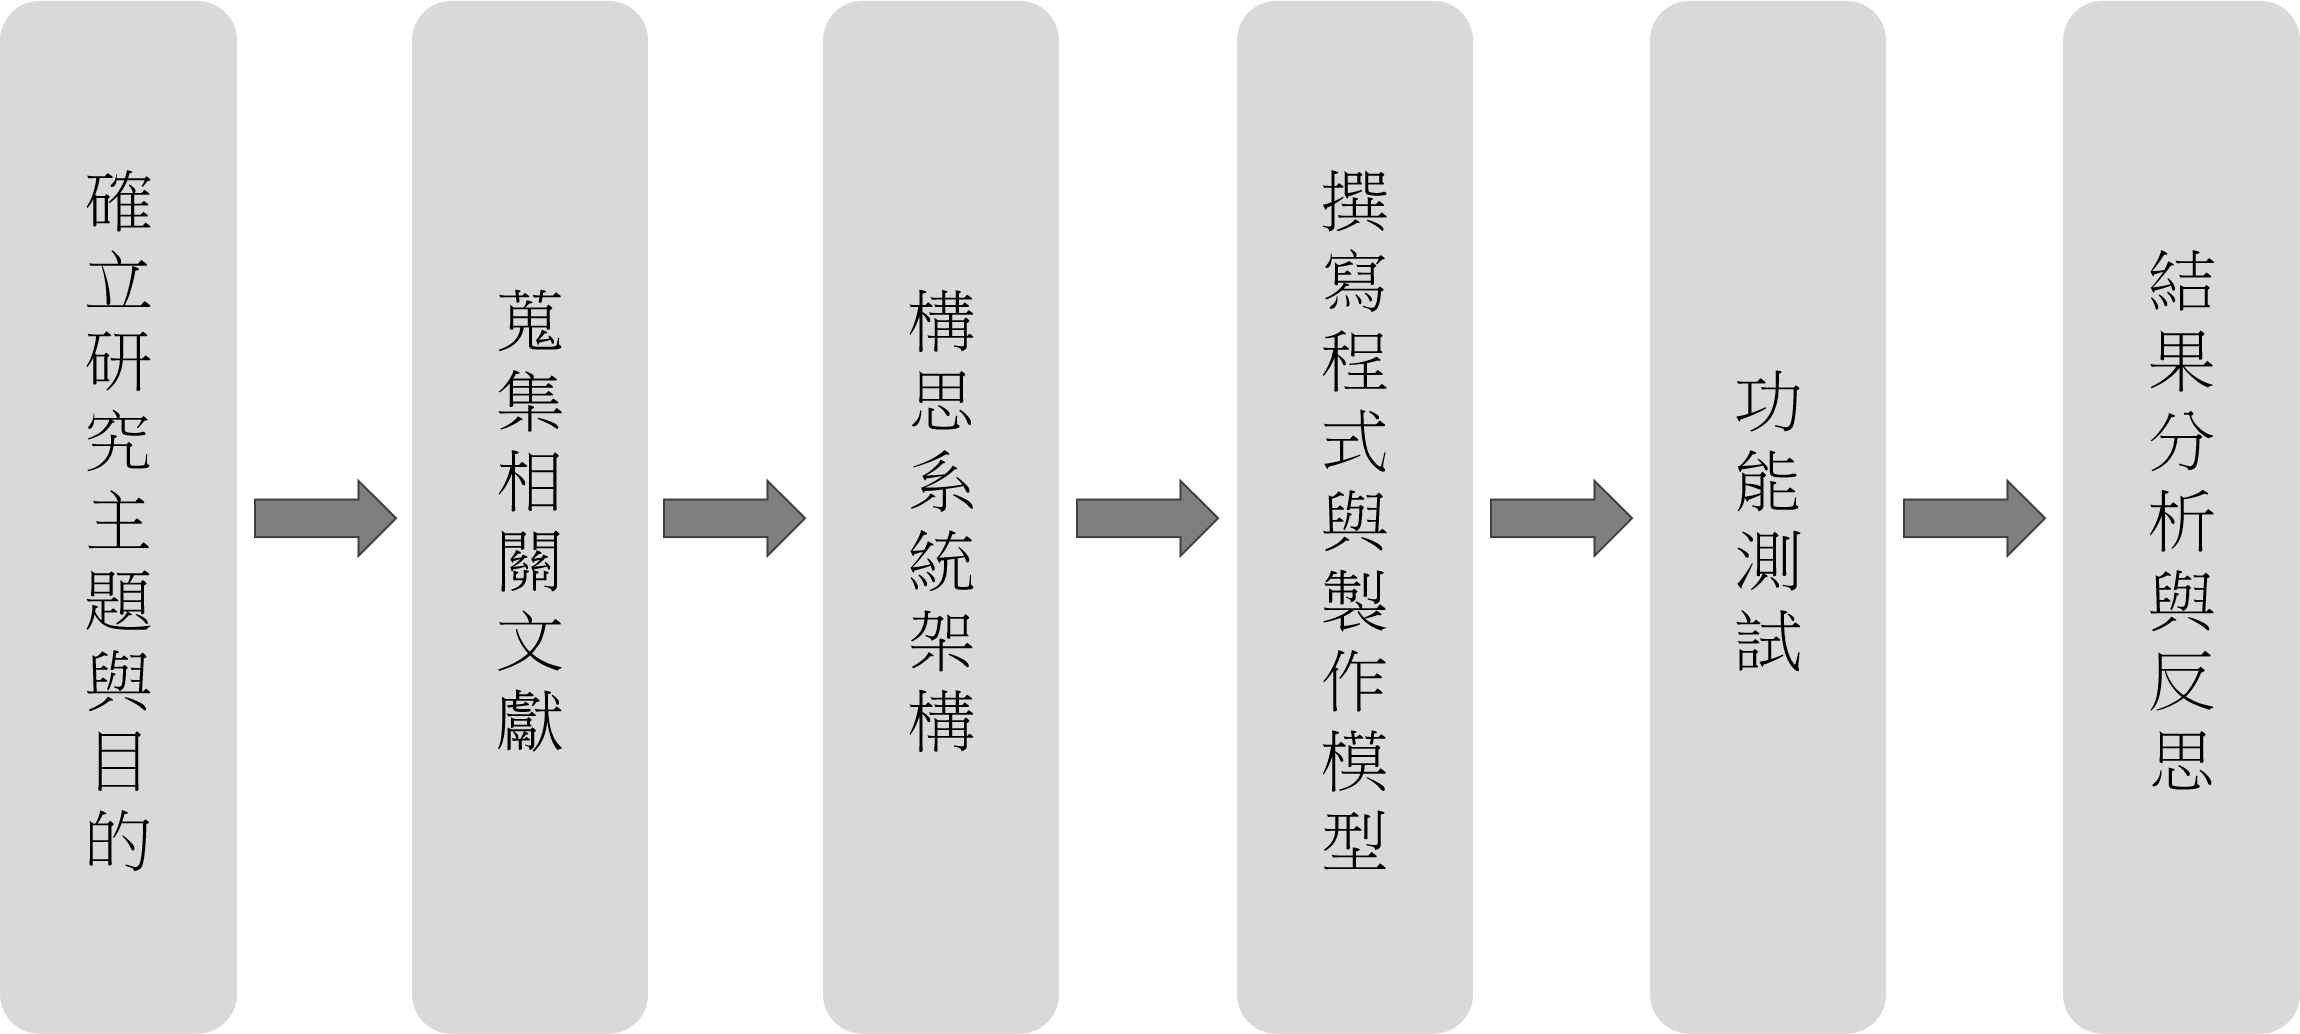 確立研究主題與目的
蒐集相關文獻
構思系統架構
撰寫程式與製作模型
功能測試
結果分析與反思